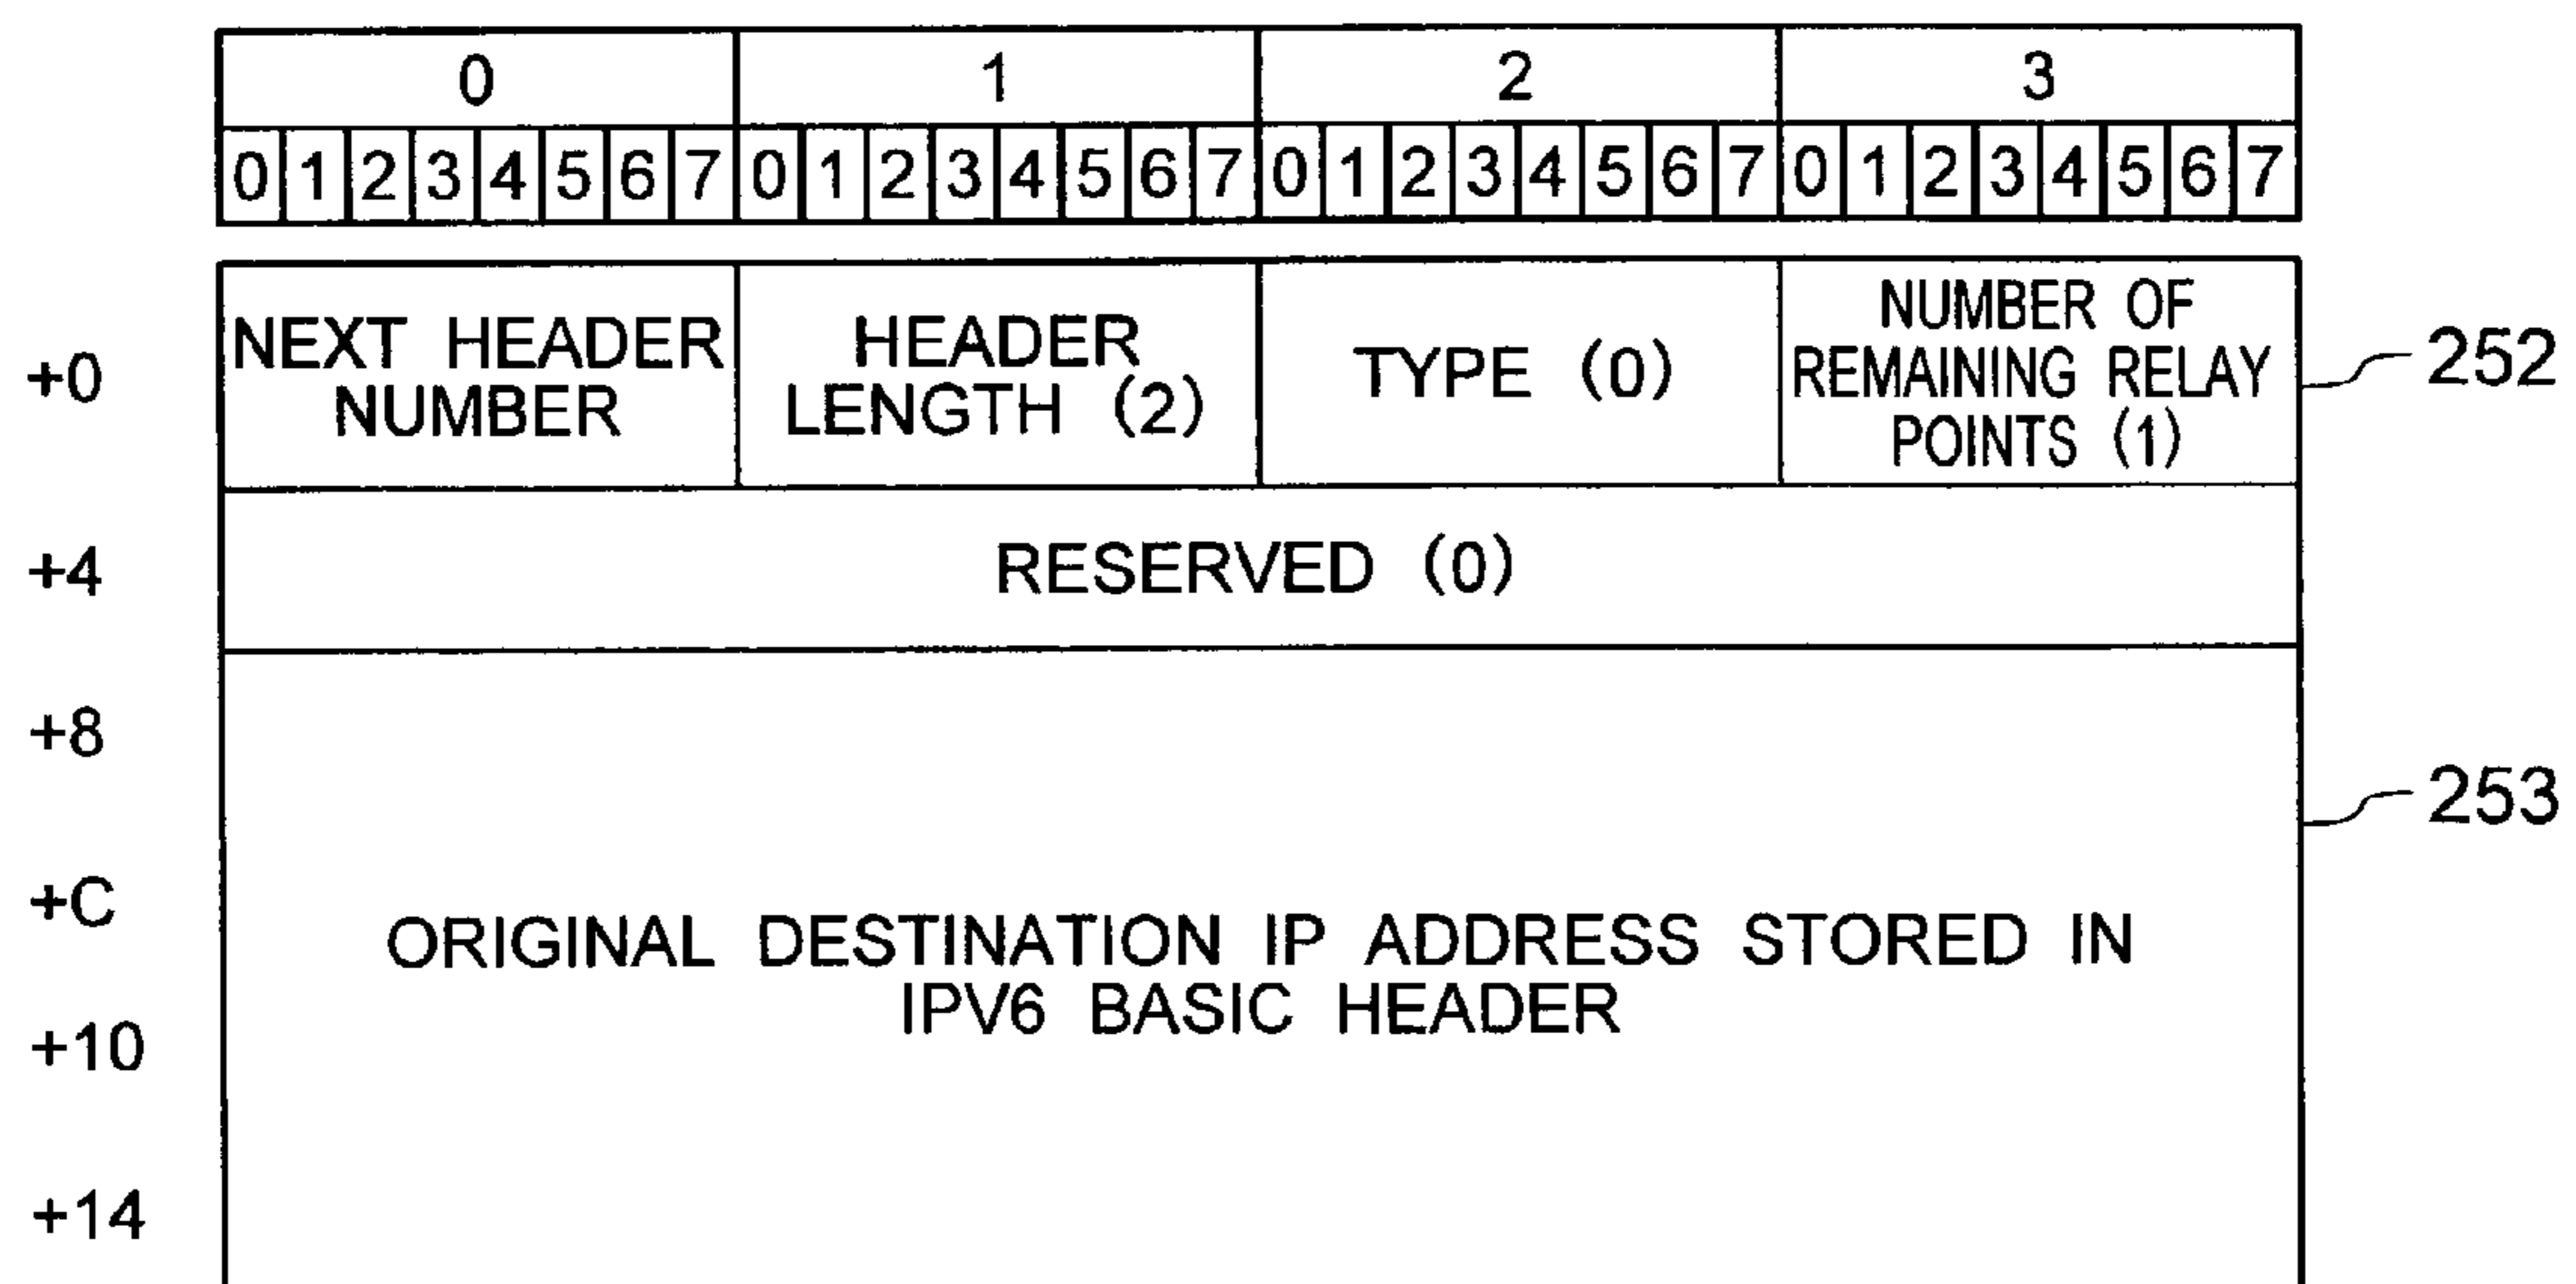 0 1 2 3
0 1 2 3 4 5 6 7 0 1 2 3 4 5 6 7 0 1 2 3 4 5 6 7 0 1 2 3 4 5 6 7
+0
NEXT HEADER
NUMBER
HEADER
LENGTH (2)
TYPE (0)
NUMBER OF
REMAINING RELAY
POINTS (1)
252
+4
RESERVED (0)
+8
253
+C
ORIGINAL DESTINATION IP ADDRESS STORED IN
IPV6 BASIC HEADER
+10
+14